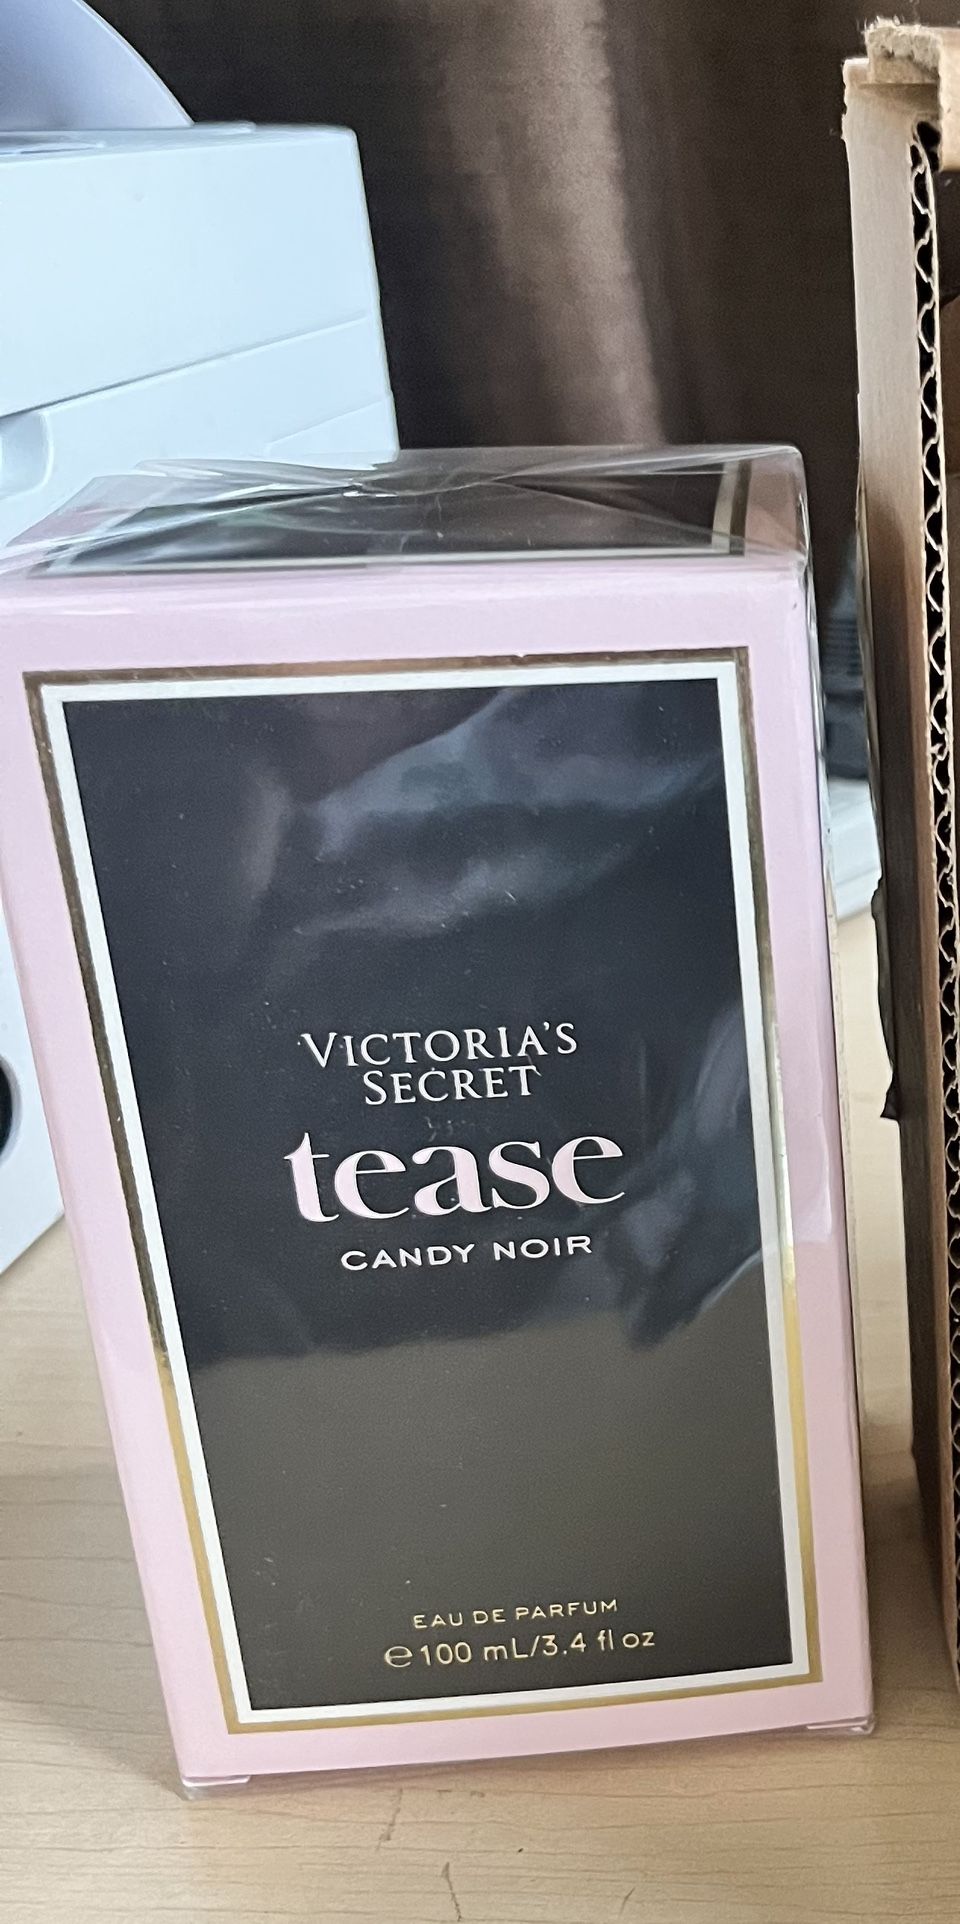 VICTORIA'S
SECRET
tease
CANDY NOIR
EAU DE PARFUM
℮100 mL/3.4 fl oz